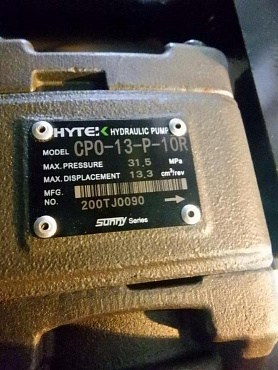 HYTEK HYDRAULIC PUMP
MODEL CPO-13-P-10R
MAX. PRESSURE 31,5 MPa
MAX. DISPLACEMENT 13,3 cm³/rev
MFG.
NO. 200TJ0090
sunny Series